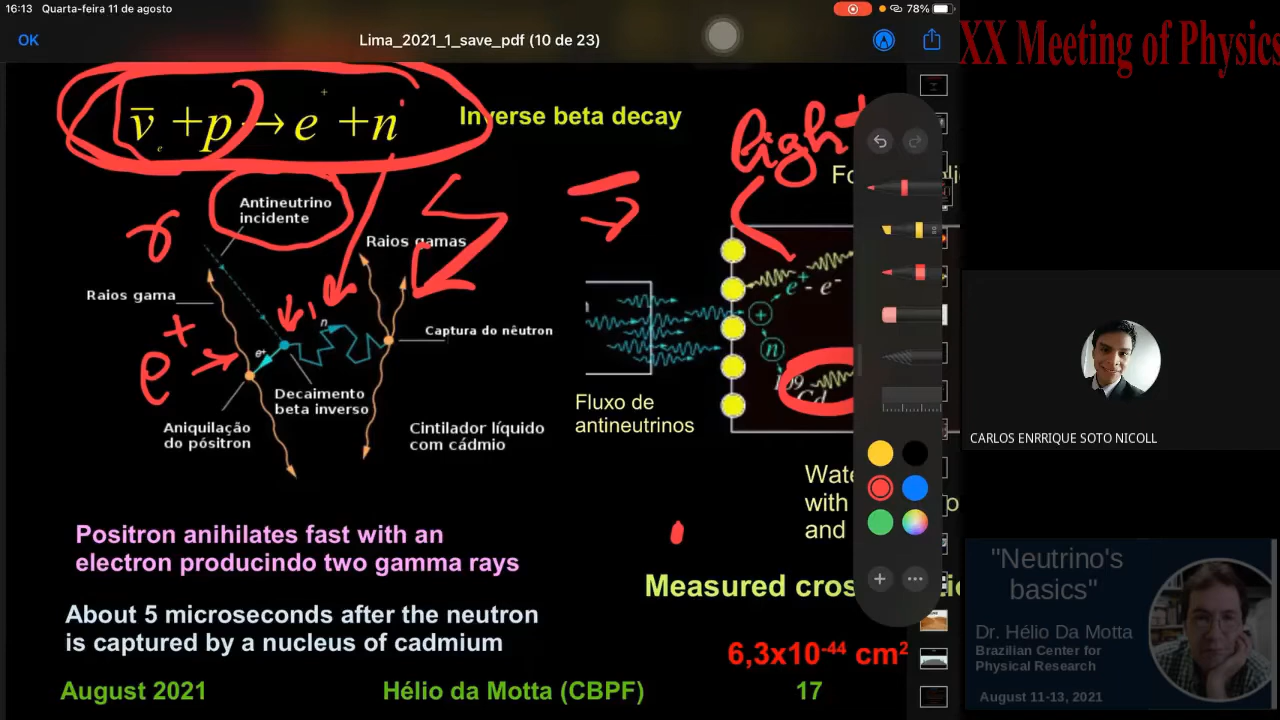 16:13 Quarta-feira 11 de agosto
78%
OK
Lima_2021_1_save_pdf (10 de 23)
XX Meeting of Physics
ν̄e + p → e+ + n
Inverse beta decay
light
Antineutrino
incidente
γ
Raios gamas
Raios gama
e+
n
e+
Captura do nêutron
Decaimento
beta inverso
Aniquilação
do pósitron
Cintilador líquido
com cádmio
e+ - e-
+
n
109
Cd
Fluxo de
antineutrinos
with
and
Positron anihilates fast with an
electron producindo two gamma rays
About 5 microseconds after the neutron
is captured by a nucleus of cadmium
Measured
6,3x10-44 cm2
August 2021
Hélio da Motta (CBPF)
17
CARLOS ENRRIQUE SOTO NICOLL
"Neutrino's
basics"
Dr. Hélio Da Motta
Brazilian Center for
Physical Research
August 11-13, 2021